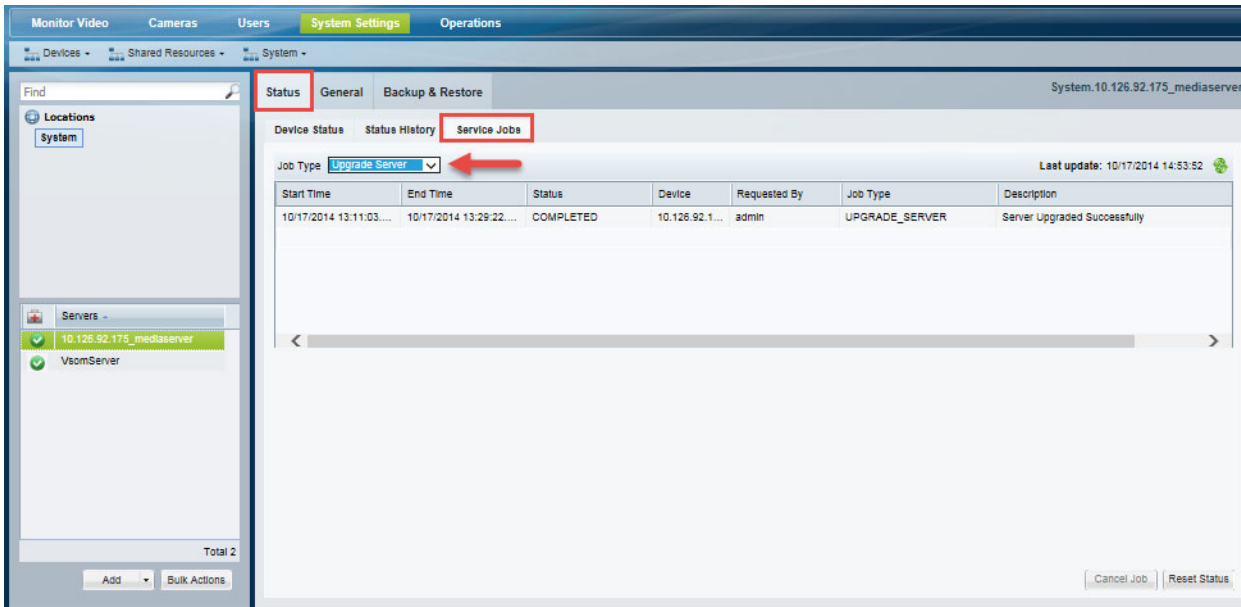 Monitor Video Cameras Users System Settings Operations
Devices Shared Resources System
Find
Locations
System
Servers
10.126.92.175_mediaserver
VsomServer
Total 2
Add Bulk Actions
Status General Backup & Restore
System.10.126.92.175_mediaserver
Device Status Status History Service Jobs
Job Type Upgrade Server
Last update: 10/17/2014 14:53:52
Start Time End Time Status Device Requested By Job Type Description
10/17/2014 13:11:03.... 10/17/2014 13:29:22.... COMPLETED 10.126.92.1... admin UPGRADE_SERVER Server Upgraded Successfully
Cancel Job Reset Status